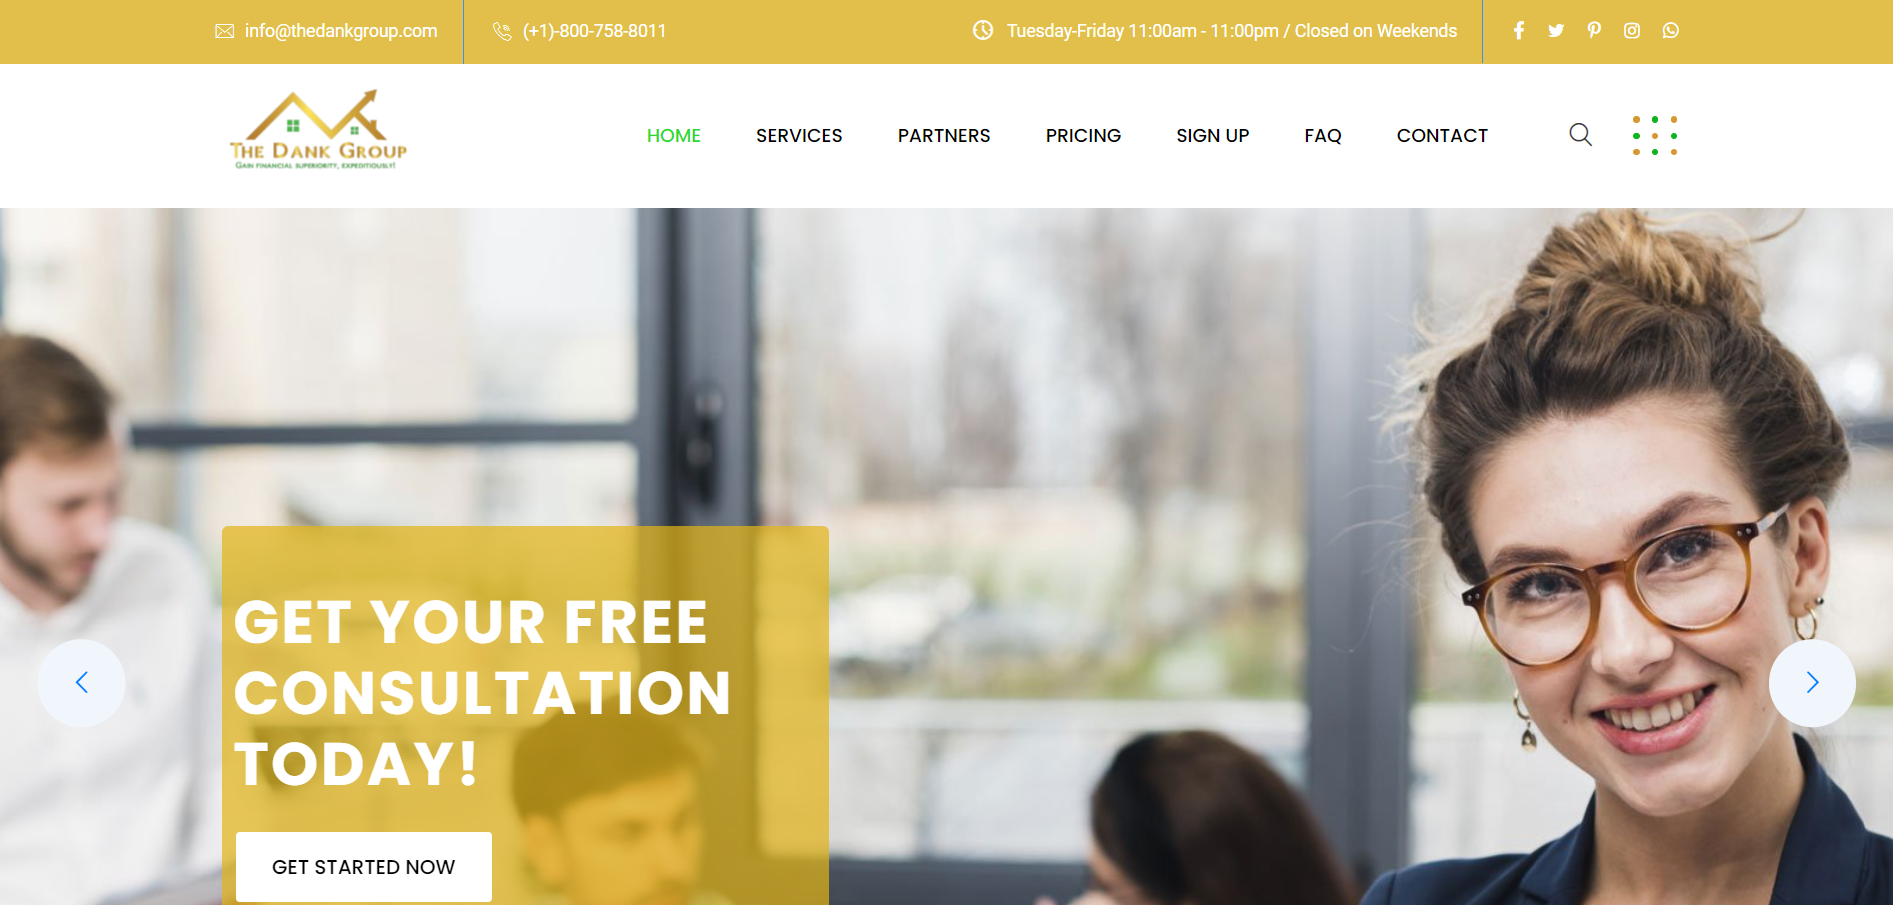 info@thedankgroup.com
(+1)-800-758-8011
Tuesday-Friday 11:00am - 11:00pm / Closed on Weekends
THE DANK GROUP
GAIN FINANCIAL SUPERIORITY, EXPEDITIOUSLY!
HOME
SERVICES
PARTNERS
PRICING
SIGN UP
FAQ
CONTACT
GET YOUR FREE
CONSULTATION
TODAY!
GET STARTED NOW